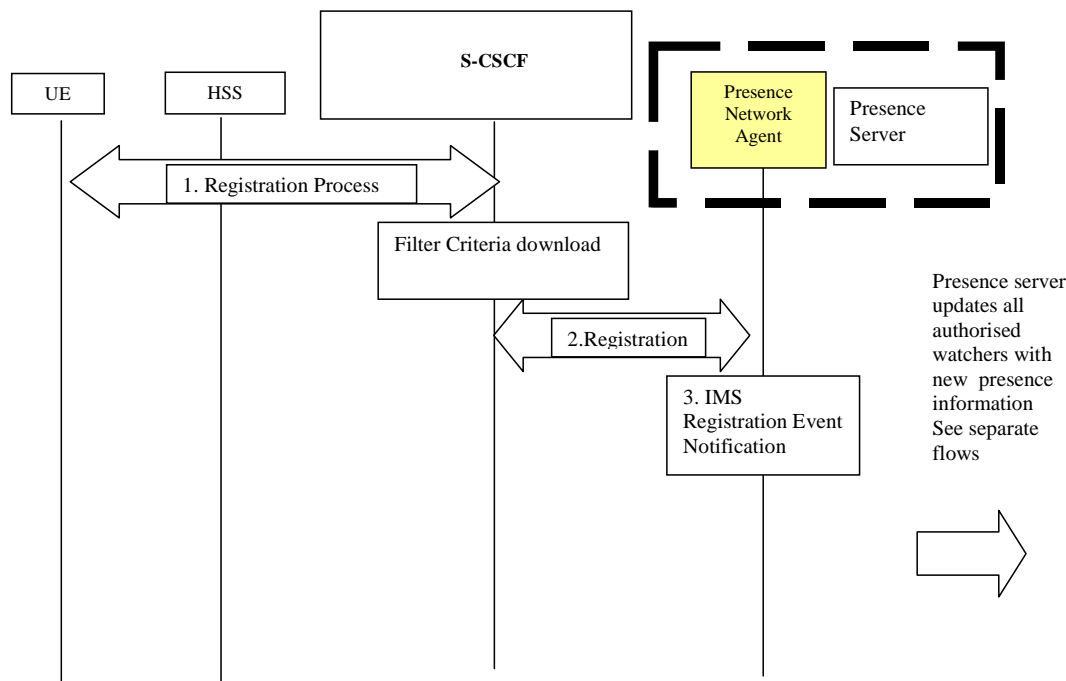 S-CSCF
UE
HSS
Presence
Network
Agent
Presence
Server
1. Registration Process
Filter Criteria download
2.Registration
3. IMS
Registration Event
Notification
Presence server
updates all
authorised
watchers with
new presence
information
See separate
flows